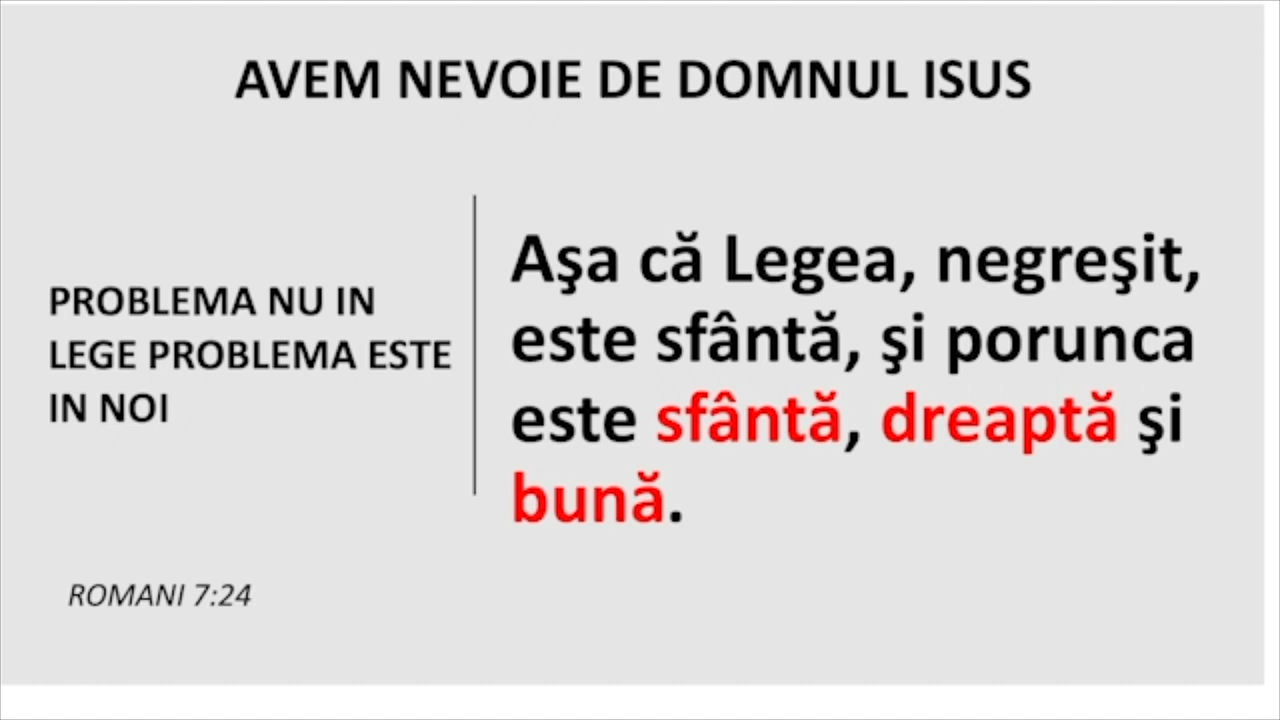 AVEM NEVOIE DE DOMNUL ISUS
PROBLEMA NU IN
LEGE PROBLEMA ESTE
IN NOI
Aşa că Legea, negreşit,
este sfântă, şi porunca
este sfântă, dreaptă şi
bună.
ROMANI 7:24